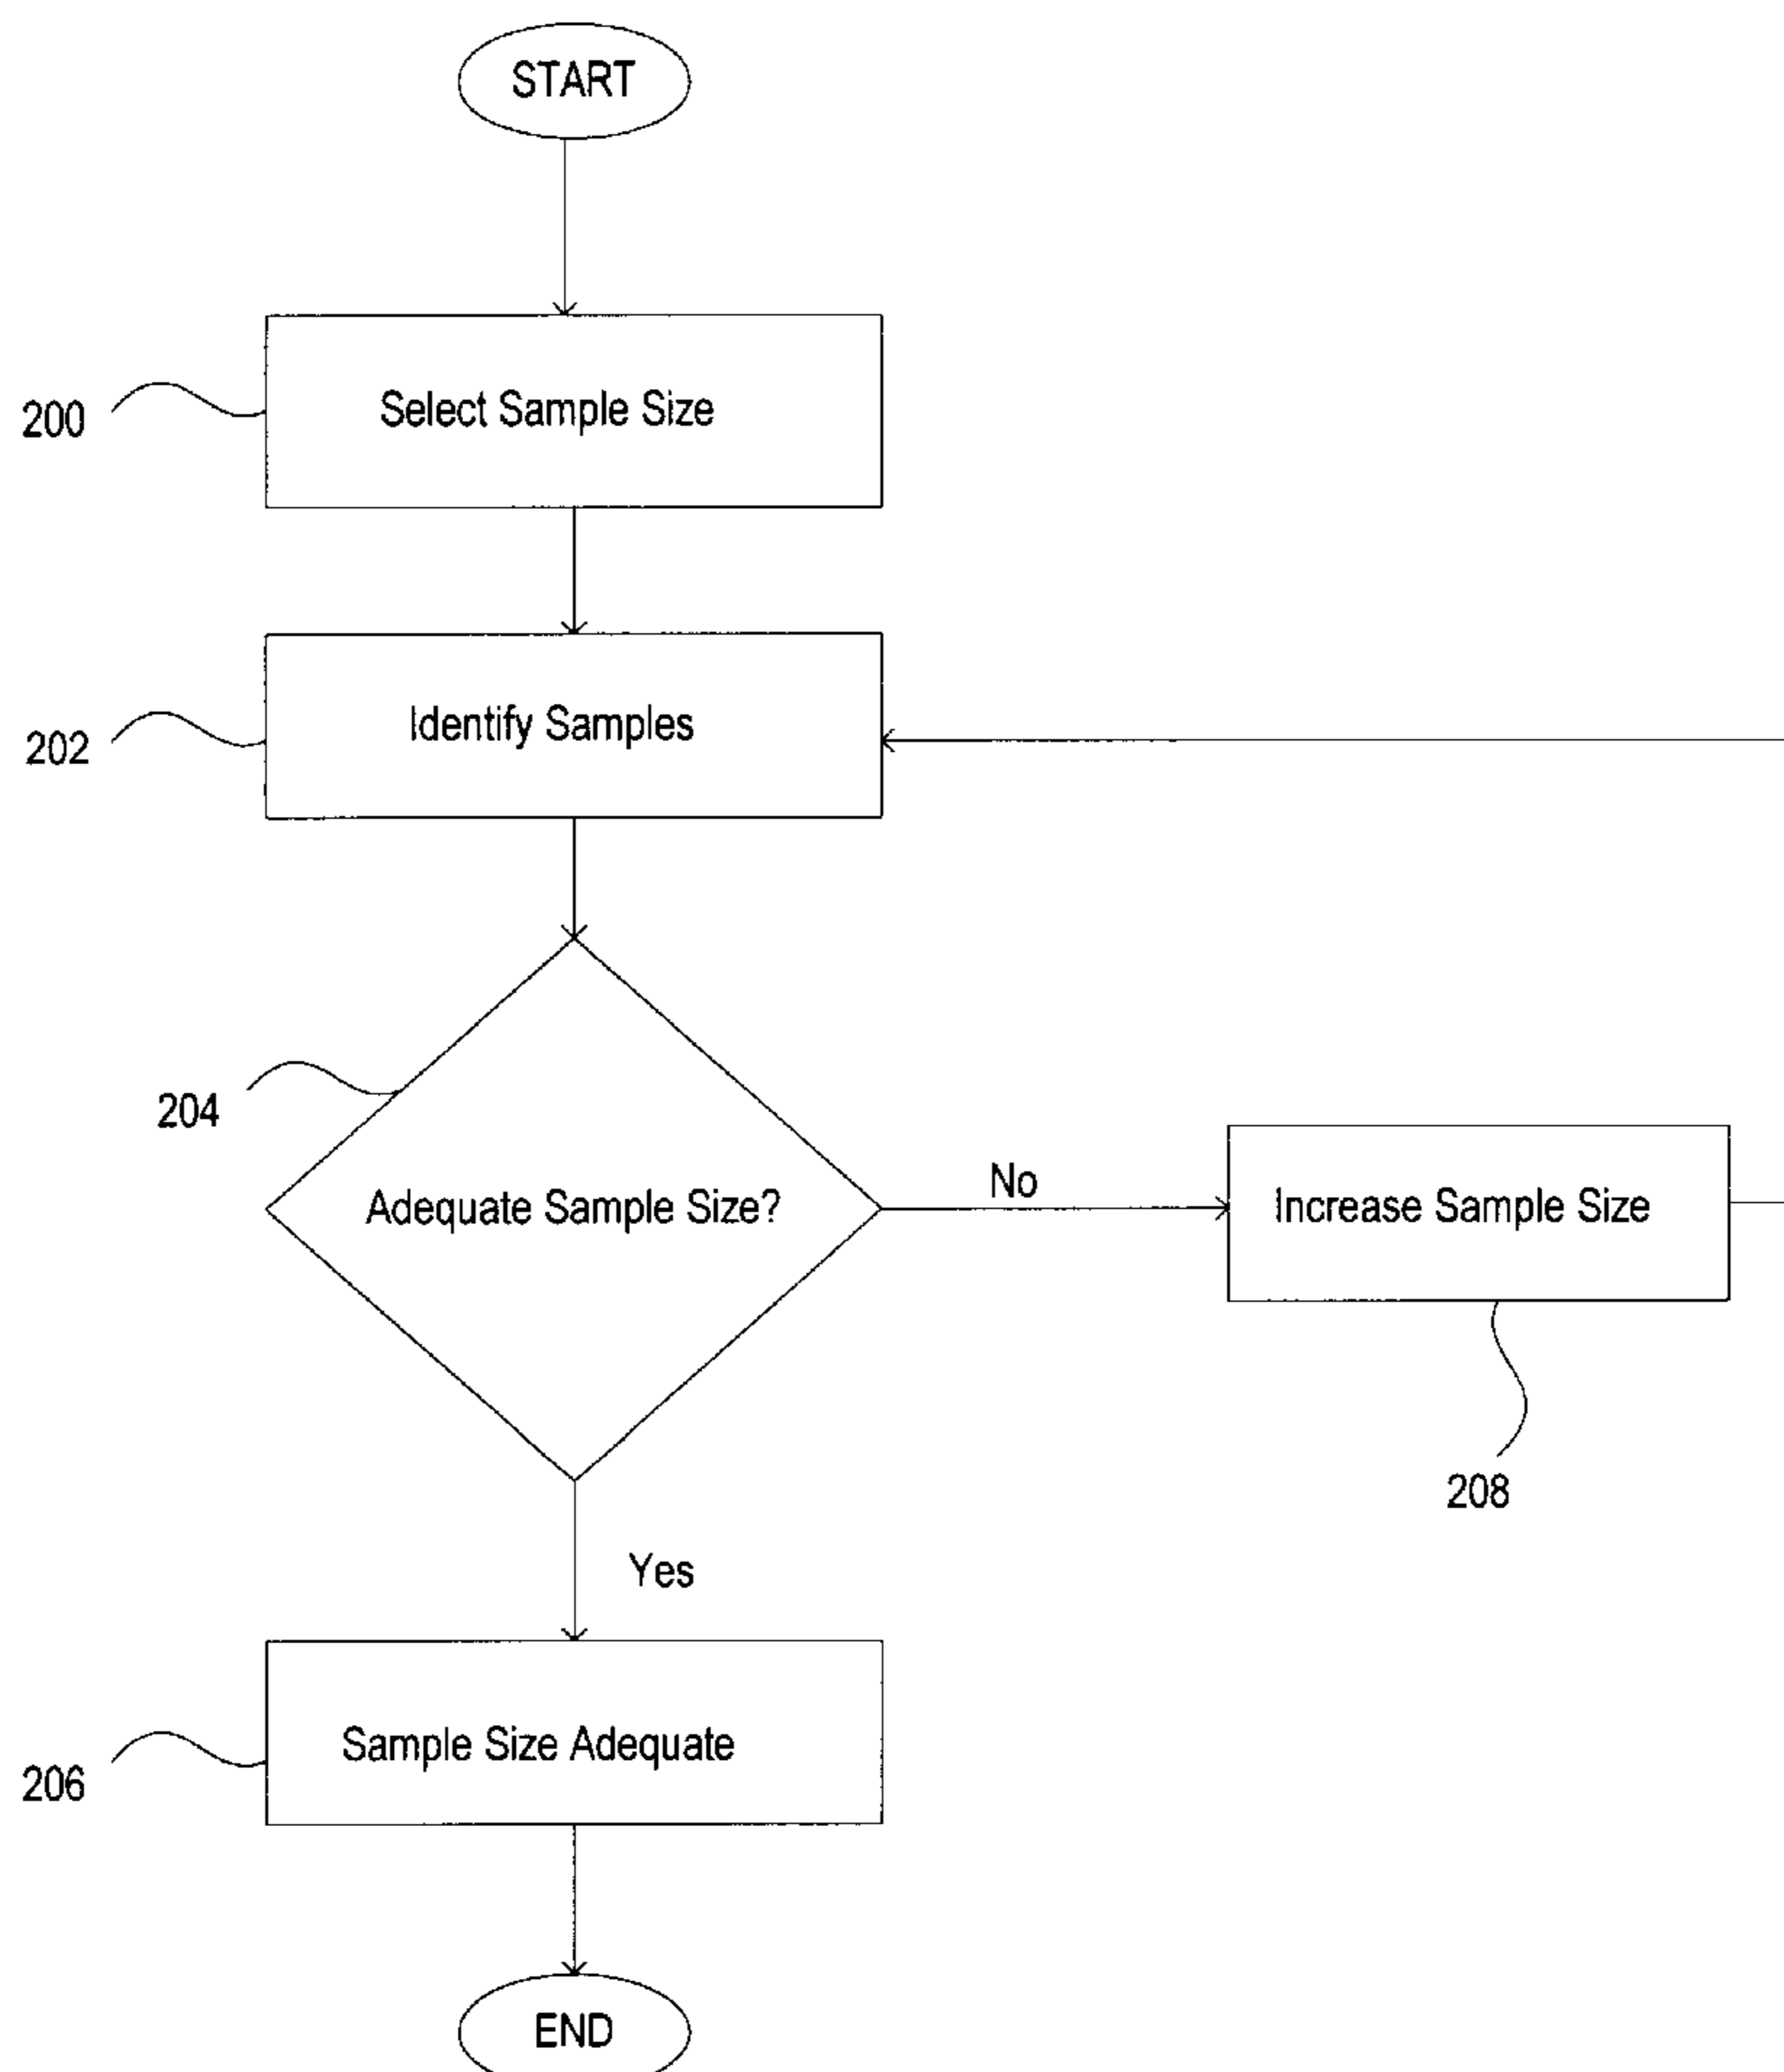 START
200
Select Sample Size
202
Identify Samples
204
Adequate Sample Size?
No
Increase Sample Size
208
Yes
206
Sample Size Adequate
END